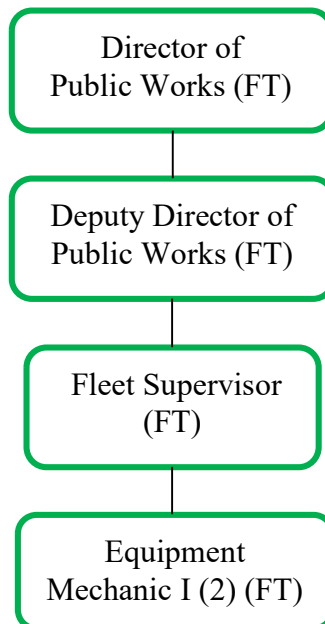 Director of
Public Works (FT)
Deputy Director of
Public Works (FT)
Fleet Supervisor
(FT)
Equipment
Mechanic I (2) (FT)